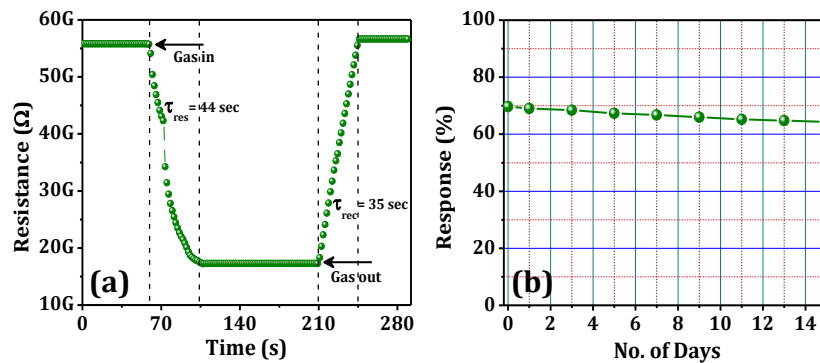 60G
50G
40G
30G
20G
10G
Resistance (Ω)
Gas in
τres = 44 sec
τrec = 35 sec
Gas out
(a)
0 70 140 210 280
Time (s)
100
80
60
40
20
0
Response (%)
(b)
0 2 4 6 8 10 12 14
No. of Days